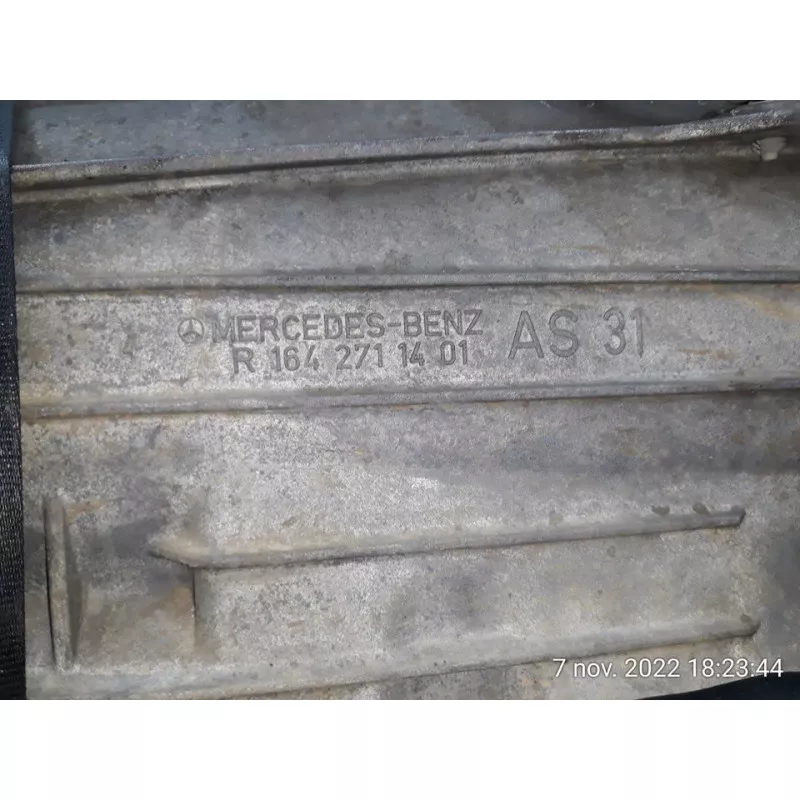 MERCEDES-BENZ AS 31
R 164 271 14 01
7 nov. 2022 18:23:44